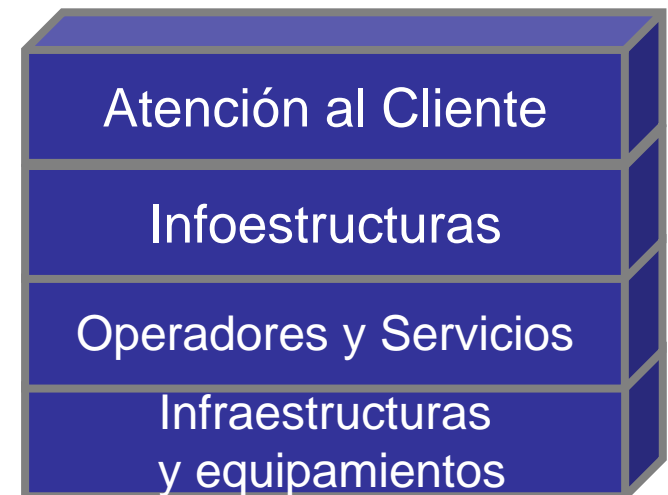 Atención al Cliente
Infoestructuras
Operadores y Servicios
Infraestructuras
y equipamientos